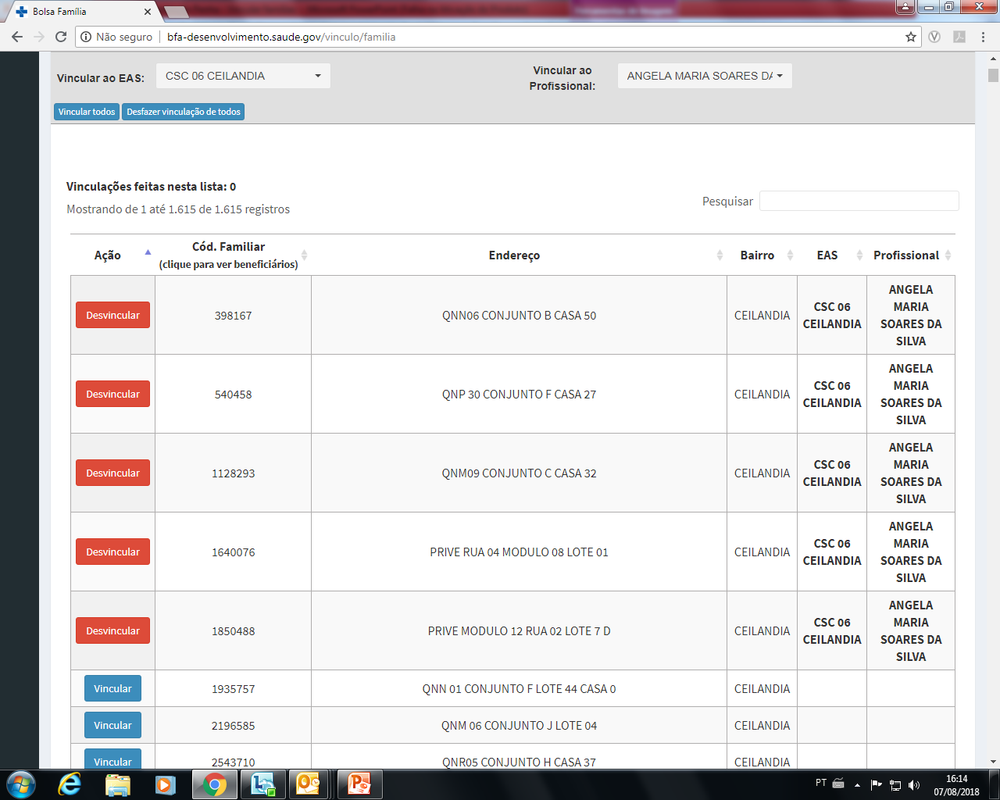 Bolsa Família
Não seguro | bfa-desenvolvimento.saude.gov/vinculo/familia
Vincular ao EAS: CSC 06 CEILANDIA
Vincular ao
Profissional: ANGELA MARIA SOARES DA
Vincular todos Desfazer vinculação de todos
Vinculações feitas nesta lista: 0
Mostrando de 1 até 1.615 de 1.615 registros
Pesquisar
Ação Cód. Familiar (clique para ver beneficiários) Endereço Bairro EAS Profissional
Desvincular 398167 QNN06 CONJUNTO B CASA 50 CEILANDIA CSC 06 CEILANDIA ANGELA MARIA SOARES DA SILVA
Desvincular 540458 QNP 30 CONJUNTO F CASA 27 CEILANDIA CSC 06 CEILANDIA ANGELA MARIA SOARES DA SILVA
Desvincular 1128293 QNM09 CONJUNTO C CASA 32 CEILANDIA CSC 06 CEILANDIA ANGELA MARIA SOARES DA SILVA
Desvincular 1640076 PRIVE RUA 04 MODULO 08 LOTE 01 CEILANDIA CSC 06 CEILANDIA ANGELA MARIA SOARES DA SILVA
Desvincular 1850488 PRIVE MODULO 12 RUA 02 LOTE 7 D CEILANDIA CSC 06 CEILANDIA ANGELA MARIA SOARES DA SILVA
Vincular 1935757 QNN 01 CONJUNTO F LOTE 44 CASA 0 CEILANDIA
Vincular 2196585 QNM 06 CONJUNTO J LOTE 04 CEILANDIA
Vincular 2543710 QNR05 CONJUNTO H CASA 37 CEILANDIA
PT 16:14
07/08/2018